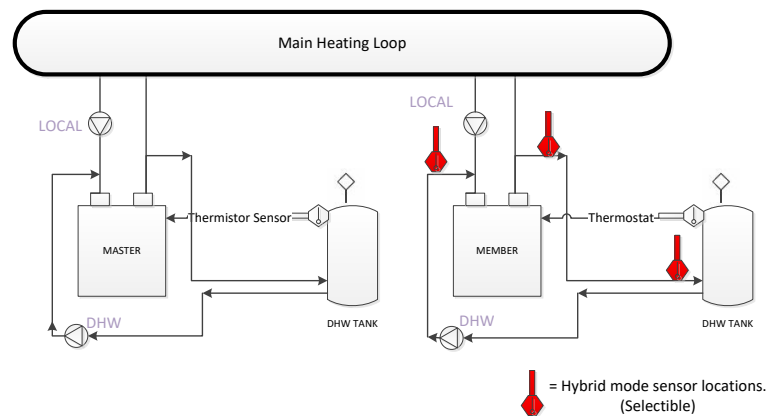 Main Heating Loop
LOCAL
LOCAL
Thermistor Sensor
Thermostat
MASTER
MEMBER
DHW
DHW TANK
DHW
DHW TANK
= Hybrid mode sensor locations.
(Selectible)